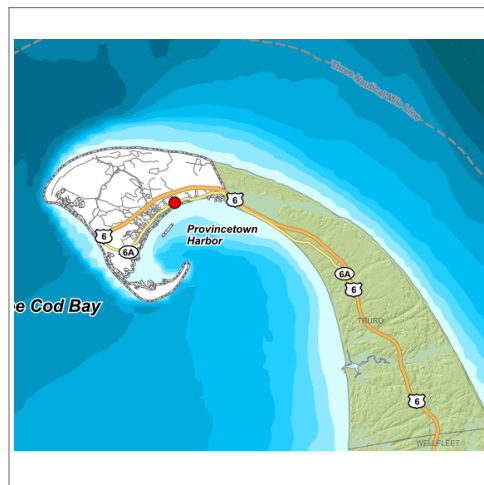 Three Nautical Mile Line
6
Provincetown
Harbor
6
6A
6A
6
e Cod Bay
TRURO
6
WELLFLEET